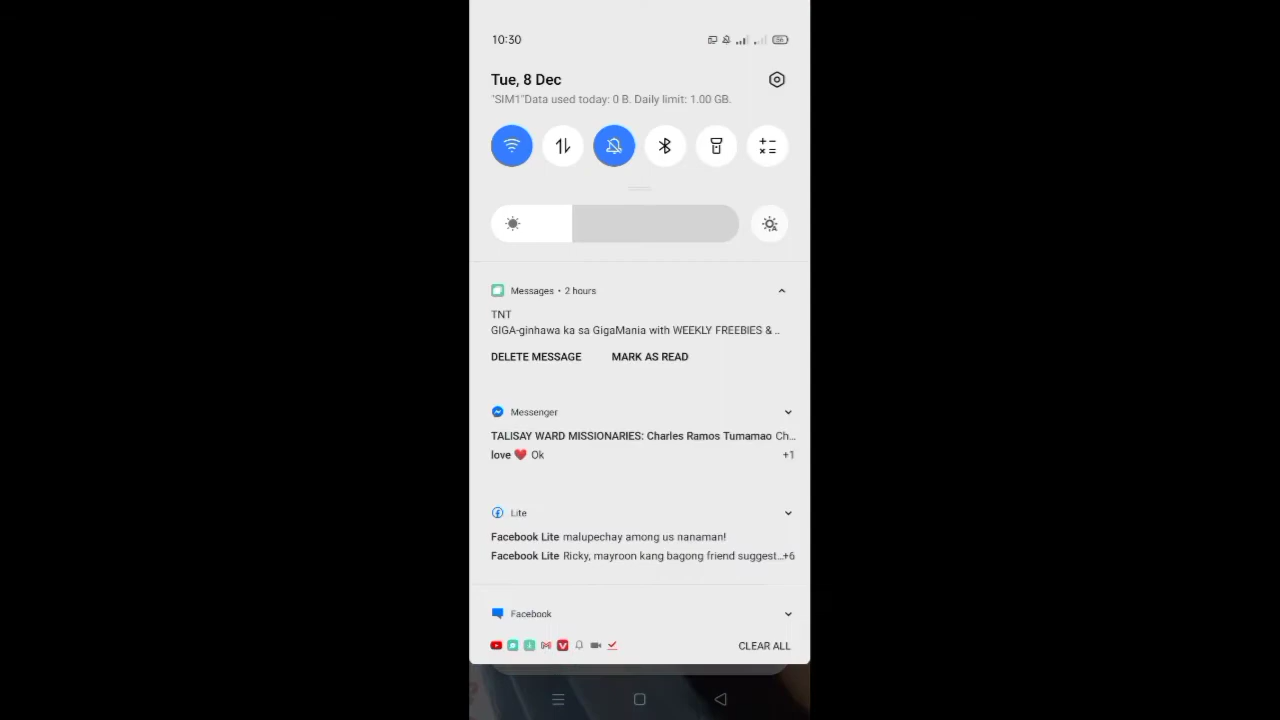 10:30
Tue, 8 Dec
"SIM1"Data used today: 0 B. Daily limit: 1.00 GB.
Messages • 2 hours
TNT
GIGA-ginhawa ka sa GigaMania with WEEKLY FREEBIES & ..
DELETE MESSAGE MARK AS READ
Messenger
TALISAY WARD MISSIONARIES: Charles Ramos Tumamao Ch...
love ❤️ Ok +1
Lite
Facebook Lite malupechay among us nanaman!
Facebook Lite Ricky, mayroon kang bagong friend suggest...+6
Facebook
CLEAR ALL